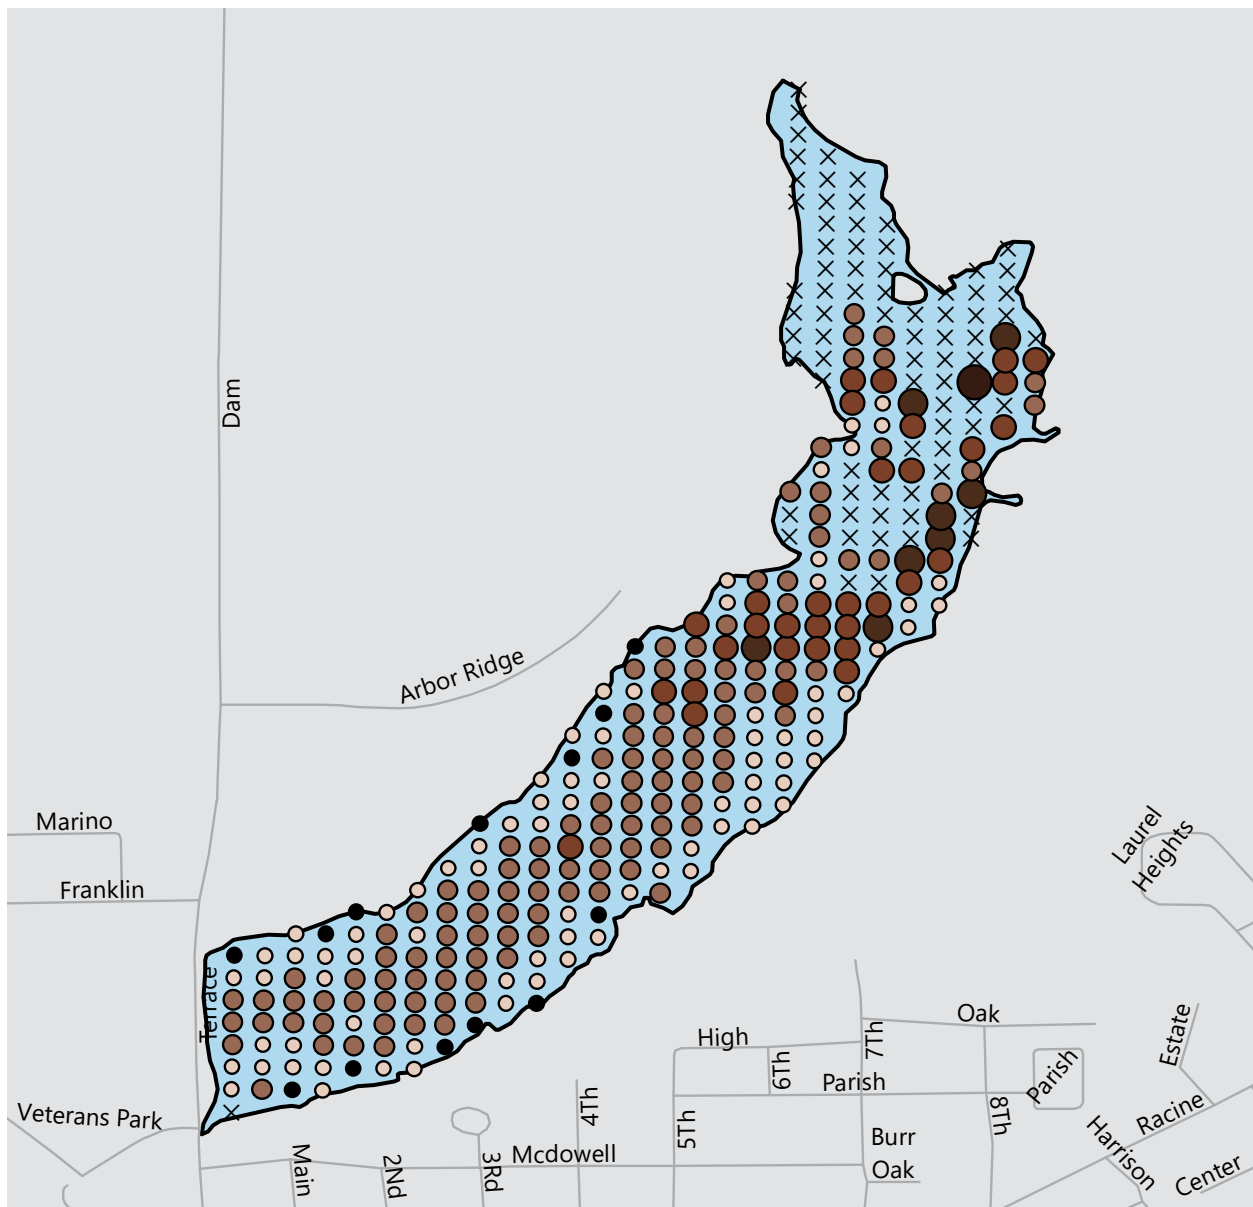 Dam
Arbor Ridge
Marino
Franklin
Laurel
Heights
Terrace
Veterans Park
High
Oak
7Th
6Th
Parish
Parish
Estate
4Th
5Th
8Th
Racine
Burr
Oak
Harrison
Center
Mcdowell
Main
2Nd
3Rd